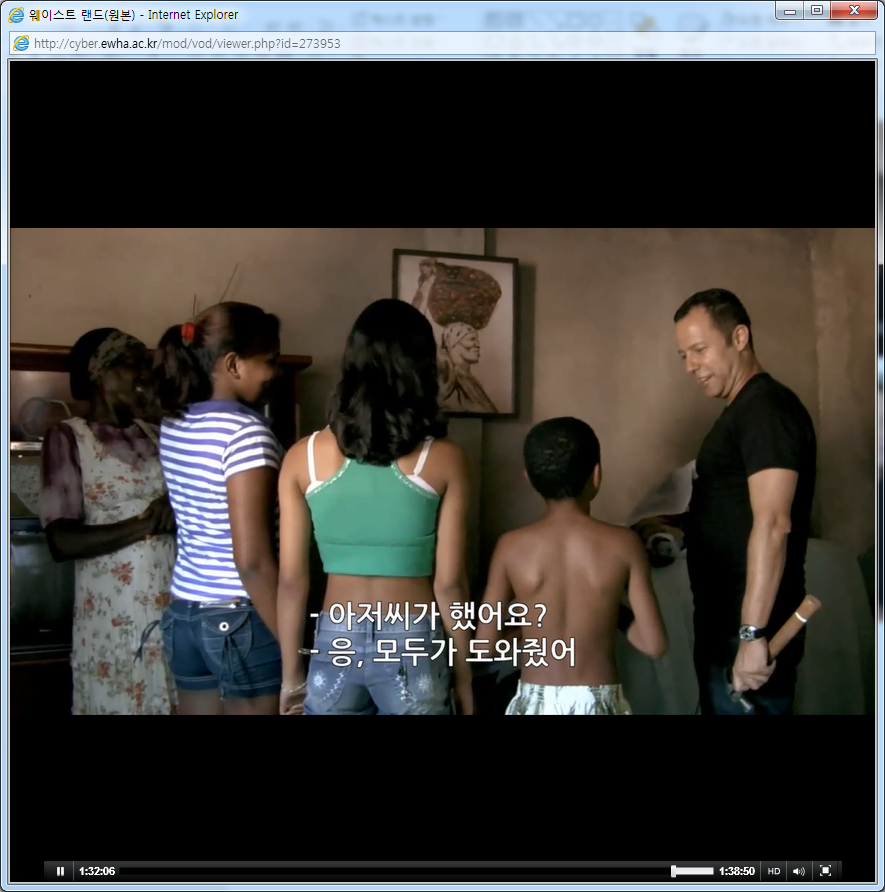 웨이스트 랜드(원본) - Internet Explorer
http://cyber.ewha.ac.kr/mod/vod/viewer.php?id=273953
- 아저씨가 했어요?
- 응, 모두가 도와줬어
1:32:06
1:38:50
HD